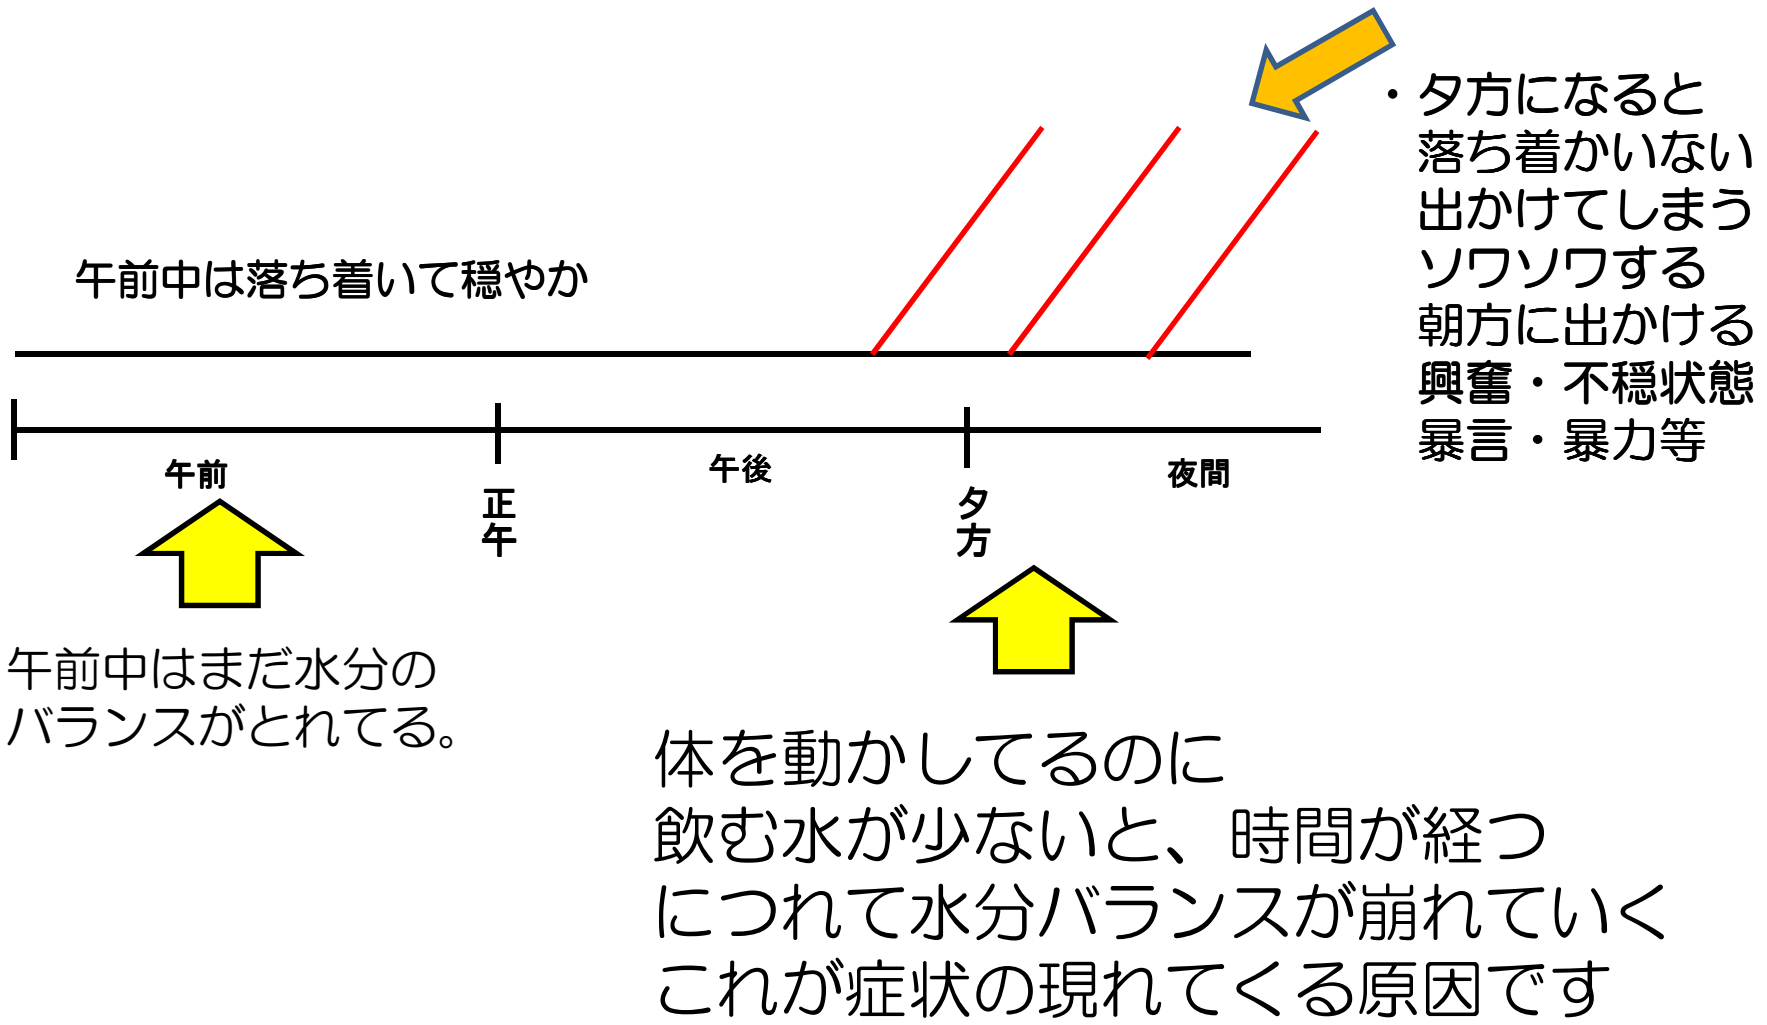 ・夕方になると
落ち着かいない
出かけてしまう
ソワソワする
朝方に出かける
興奮・不穏状態
暴言・暴力等
午前中は落ち着いて穏やか
午前
正午
午後
夕方
夜間
午前中はまだ水分の
バランスがとれてる。
体を動かしてるのに
飲む水が少ないと、時間が経つ
につれて水分バランスが崩れていく
これが症状の現れてくる原因です